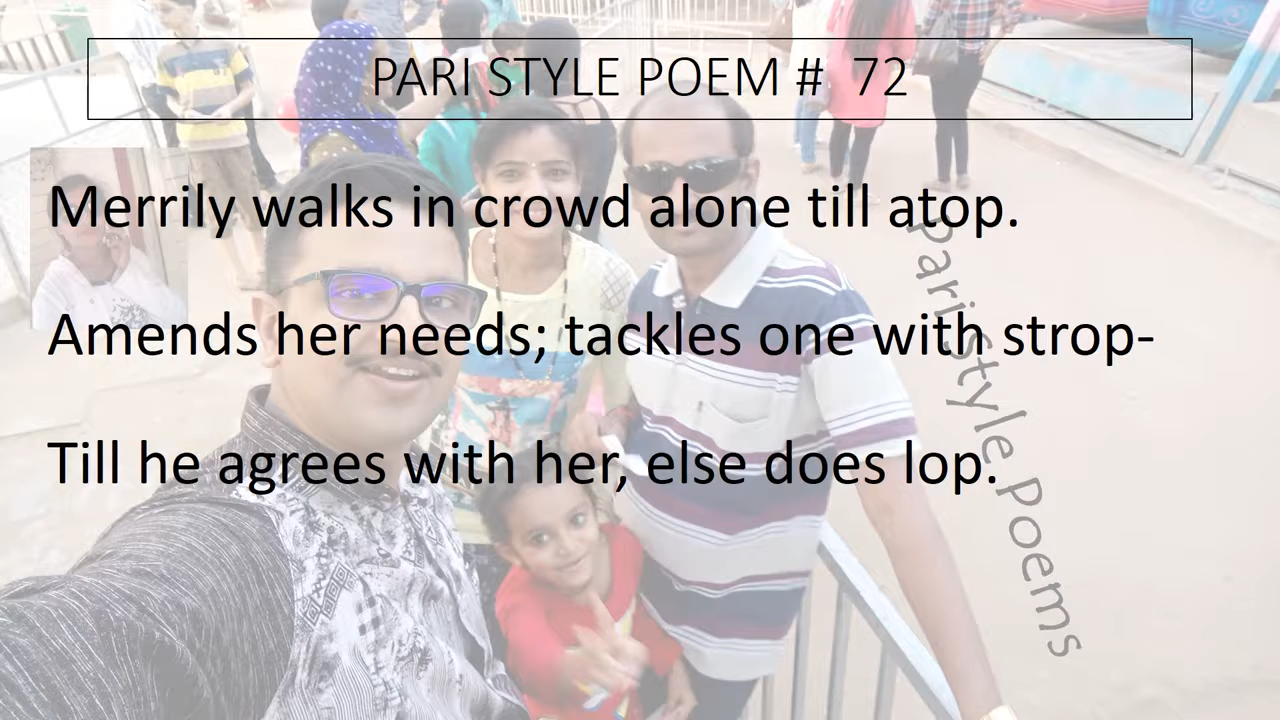 PARI STYLE POEM # 72
Merrily walks in crowd alone till atop.
Amends her needs; tackles one with strop-
Till he agrees with her, else does lop.
Pari style Poems